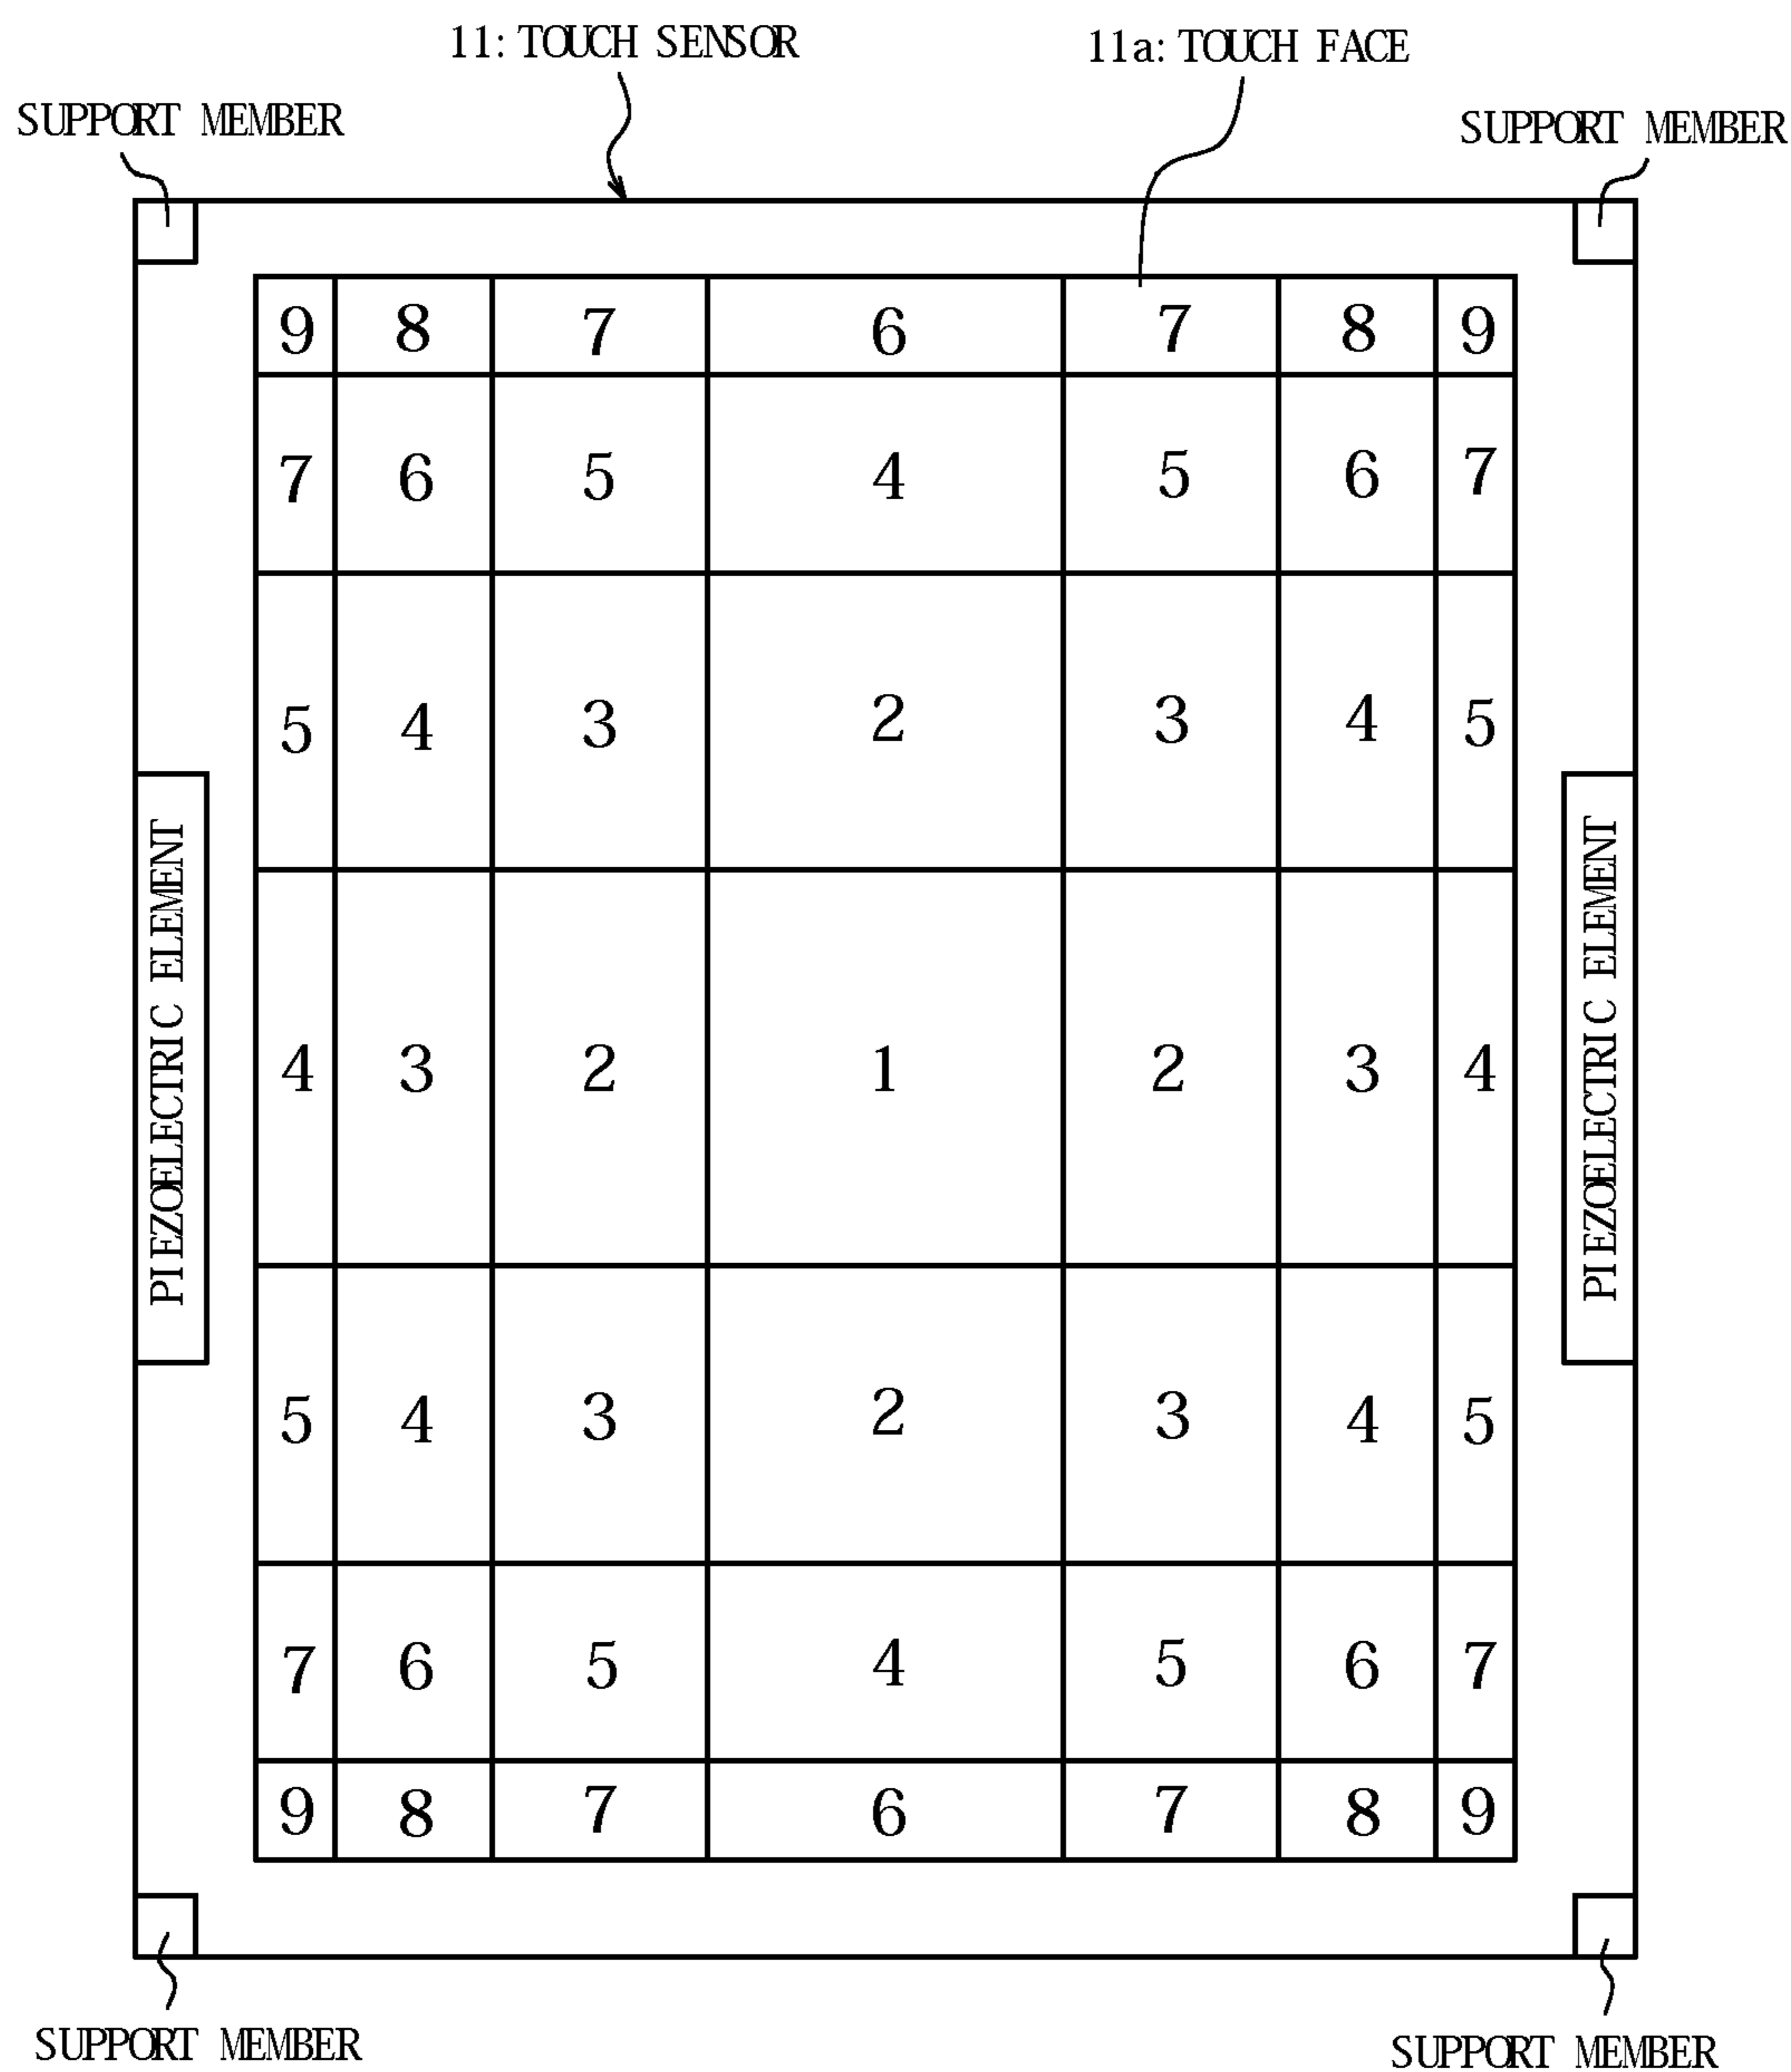 11: TOUCH SENSOR
11a: TOUCH FACE
SUPPORT MEMBER
SUPPORT MEMBER
9 8 7 6 7 8 9
7 6 5 4 5 6 7
5 4 3 2 3 4 5
PIEZOELECTRIC ELEMENT
4 3 2 1 2 3 4
PIEZOELECTRIC ELEMENT
5 4 3 2 3 4 5
7 6 5 4 5 6 7
9 8 7 6 7 8 9
SUPPORT MEMBER
SUPPORT MEMBER